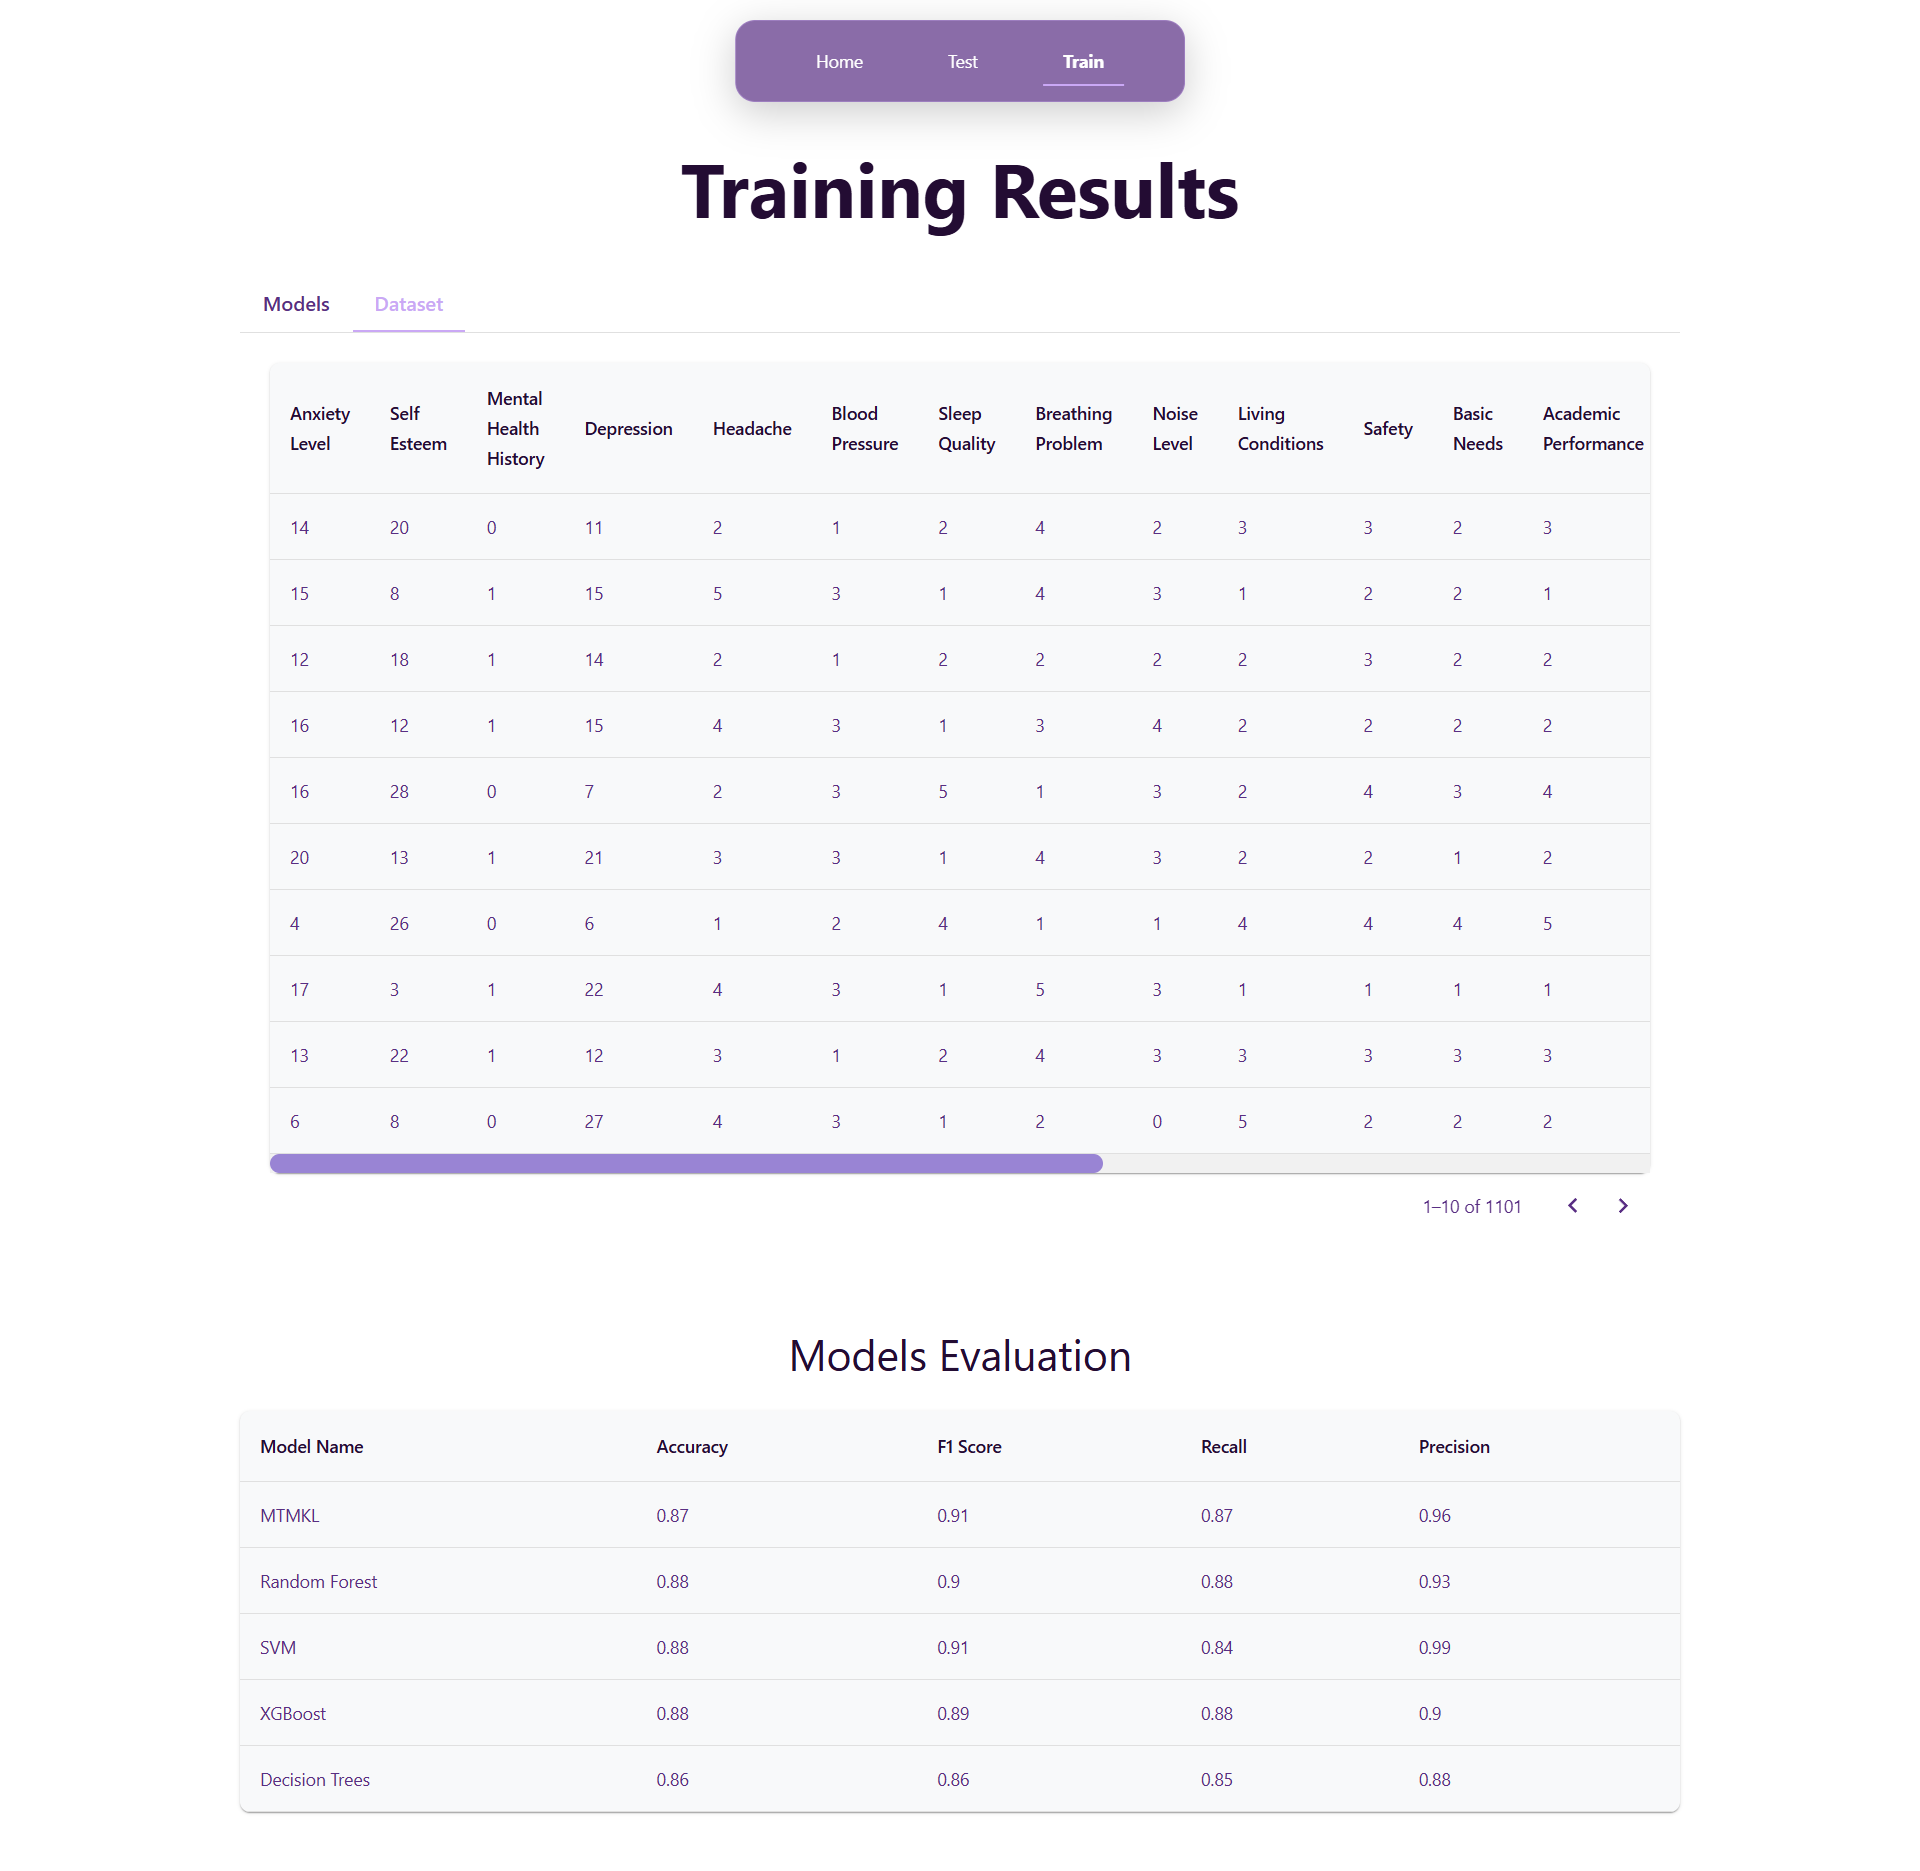 Home Test Train
Training Results
Models Dataset
Anxiety Level Self Esteem Mental Health History Depression Headache Blood Pressure Sleep Quality Breathing Problem Noise Level Living Conditions Safety Basic Needs Academic Performance
14 20 0 11 2 1 2 4 2 3 3 2 3
15 8 1 15 5 3 1 4 3 1 2 2 1
12 18 1 14 2 1 2 2 2 2 3 2 2
16 12 1 15 4 3 1 3 4 2 2 2 2
16 28 0 7 2 3 5 1 3 2 4 3 4
20 13 1 21 3 3 1 4 3 2 2 1 2
4 26 0 6 1 2 4 1 1 4 4 4 5
17 3 1 22 4 3 1 5 3 1 1 1 1
13 22 1 12 3 1 2 4 3 3 3 3 3
6 8 0 27 4 3 1 2 0 5 2 2 2
1–10 of 1101
Models Evaluation
Model Name Accuracy F1 Score Recall Precision
MTMKL 0.87 0.91 0.87 0.96
Random Forest 0.88 0.9 0.88 0.93
SVM 0.88 0.91 0.84 0.99
XGBoost 0.88 0.89 0.88 0.9
Decision Trees 0.86 0.86 0.85 0.88